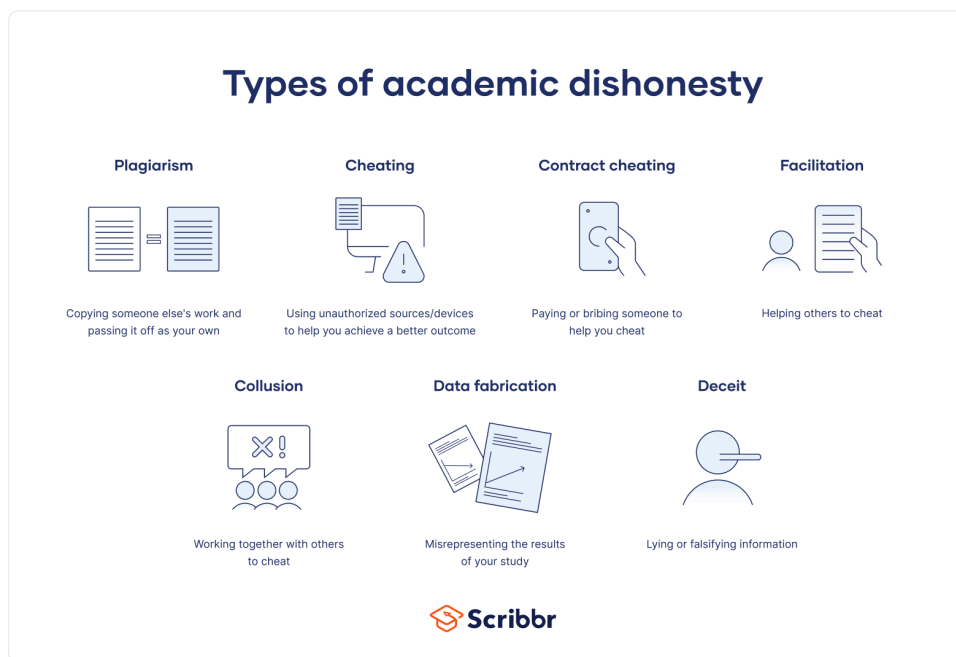 Types of academic dishonesty
Plagiarism
Copying someone else's work and
passing it off as your own
Cheating
Using unauthorized sources/devices
to help you achieve a better outcome
Contract cheating
Paying or bribing someone to
help you cheat
Facilitation
Helping others to cheat
Collusion
Working together with others
to cheat
Data fabrication
Misrepresenting the results
of your study
Deceit
Lying or falsifying information
Scribbr